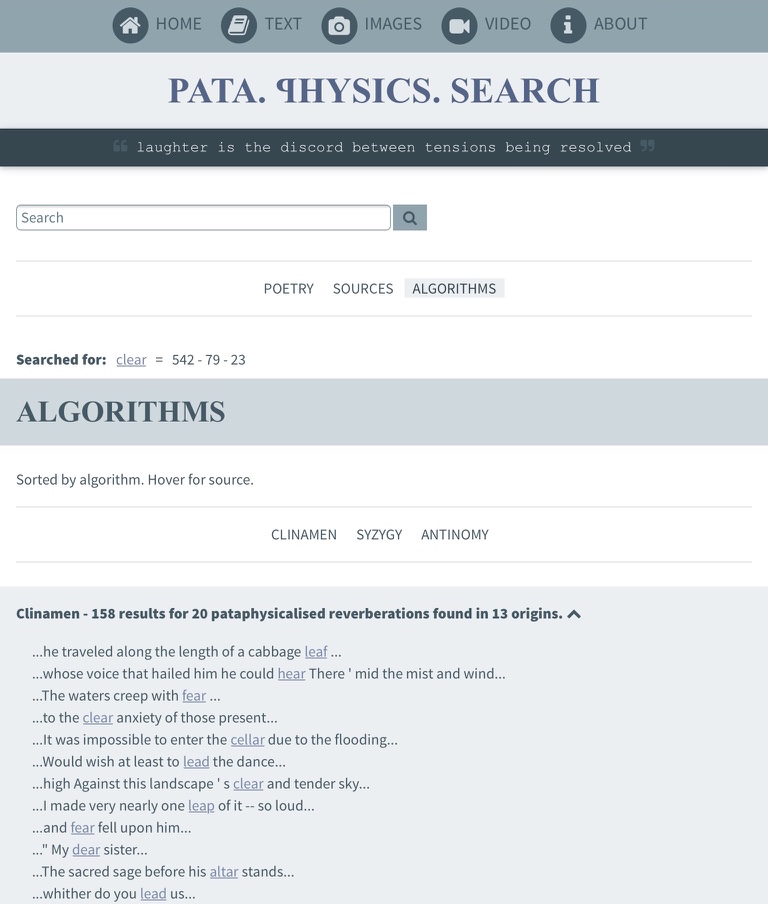 HOME TEXT IMAGES VIDEO ABOUT
PATA. ꟼHYSICS. SEARCH
“ laughter is the discord between tensions being resolved ”
Search
POETRY SOURCES ALGORITHMS
Searched for: clear = 542 - 79 - 23
ALGORITHMS
Sorted by algorithm. Hover for source.
CLINAMEN SYZYGY ANTINOMY
Clinamen - 158 results for 20 pataphysicalised reverberations found in 13 origins.
...he traveled along the length of a cabbage leaf ...
...whose voice that hailed him he could hear There ' mid the mist and wind...
...The waters creep with fear ...
...to the clear anxiety of those present...
...It was impossible to enter the cellar due to the flooding...
...Would wish at least to lead the dance...
...high Against this landscape ' s clear and tender sky...
...I made very nearly one leap of it -- so loud...
...and fear fell upon him...
..." My dear sister...
...The sacred sage before his altar stands...
...whither do you lead us...